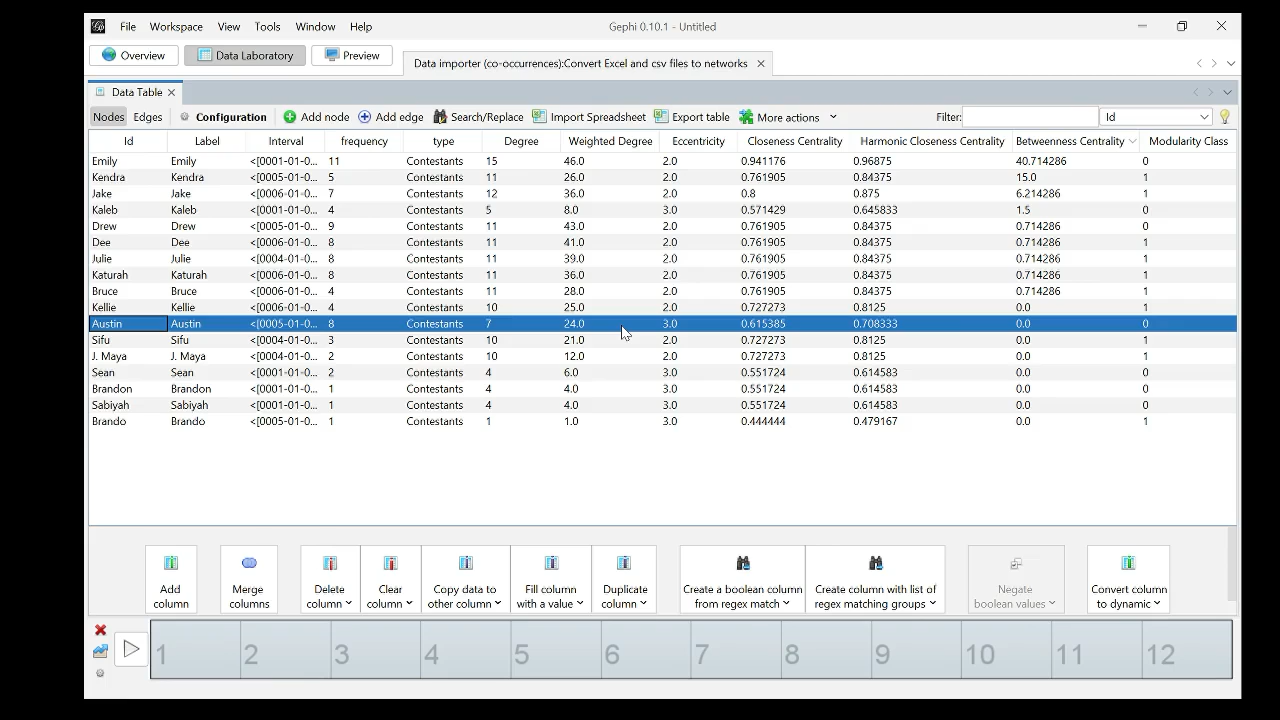 File Workspace View Tools Window Help Gephi 0.10.1 - Untitled
Overview Data Laboratory Preview Data importer (co-occurrences):Convert Excel and csv files to networks
Data Table
Nodes Edges Configuration Add node Add edge Search/Replace Import Spreadsheet Export table More actions Filter: Id
Id Label Interval frequency type Degree Weighted Degree Eccentricity Closeness Centrality Harmonic Closeness Centrality Betweenness Centrality Modularity Class
Emily Emily <[0001-01-0... 11 Contestants 15 46.0 2.0 0.941176 0.96875 40.714286 0
Kendra Kendra <[0005-01-0... 5 Contestants 11 26.0 2.0 0.761905 0.84375 15.0 1
Jake Jake <[0006-01-0... 7 Contestants 12 36.0 2.0 0.8 0.875 6.214286 1
Kaleb Kaleb <[0001-01-0... 4 Contestants 5 8.0 3.0 0.571429 0.645833 1.5 0
Drew Drew <[0005-01-0... 9 Contestants 11 43.0 2.0 0.761905 0.84375 0.714286 0
Dee Dee <[0006-01-0... 8 Contestants 11 41.0 2.0 0.761905 0.84375 0.714286 1
Julie Julie <[0004-01-0... 8 Contestants 11 39.0 2.0 0.761905 0.84375 0.714286 1
Katurah Katurah <[0006-01-0... 8 Contestants 11 36.0 2.0 0.761905 0.84375 0.714286 1
Bruce Bruce <[0006-01-0... 4 Contestants 11 28.0 2.0 0.761905 0.84375 0.714286 1
Kellie Kellie <[0006-01-0... 4 Contestants 10 25.0 2.0 0.727273 0.8125 0.0 1
Austin Austin <[0005-01-0... 8 Contestants 7 24.0 3.0 0.615385 0.708333 0.0 0
Sifu Sifu <[0004-01-0... 3 Contestants 10 21.0 2.0 0.727273 0.8125 0.0 1
J. Maya J. Maya <[0004-01-0... 2 Contestants 10 12.0 2.0 0.727273 0.8125 0.0 1
Sean Sean <[0001-01-0... 2 Contestants 4 6.0 3.0 0.551724 0.614583 0.0 0
Brandon Brandon <[0001-01-0... 1 Contestants 4 4.0 3.0 0.551724 0.614583 0.0 0
Sabiyah Sabiyah <[0001-01-0... 1 Contestants 4 4.0 3.0 0.551724 0.614583 0.0 0
Brando Brando <[0005-01-0... 1 Contestants 1 1.0 3.0 0.444444 0.479167 0.0 1
Add Merge Delete Clear Copy data to Fill column Duplicate Create a boolean column Create column with list of Negate Convert column
column columns column column other column with a value column from regex match regex matching groups boolean values to dynamic
1 2 3 4 5 6 7 8 9 10 11 12